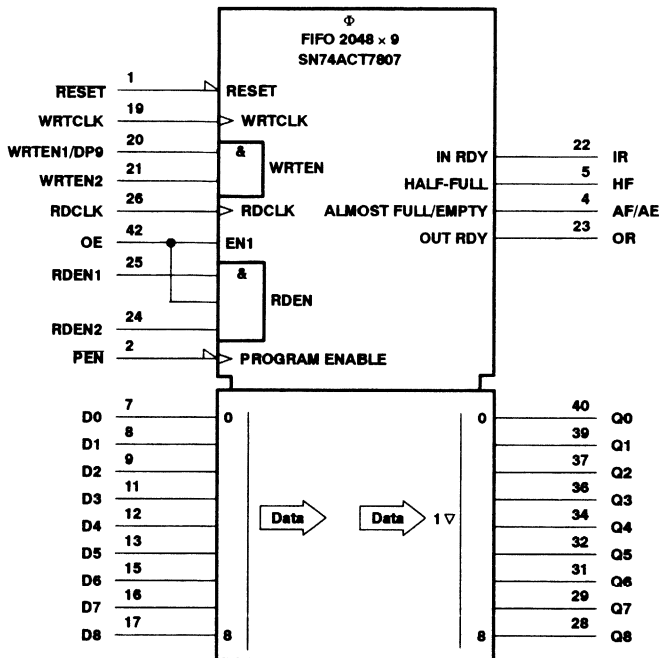 Φ
FIFO 2048 × 9
SN74ACT7807
RESET 1 RESET
WRTCLK 19 WRTCLK
WRTEN1/DP9 20 &
WRTEN2 21 WRTEN
RDCLK 26 RDCLK
OE 42 EN1
RDEN1 25 &
RDEN
RDEN2 24
PEN 2 PROGRAM ENABLE
IN RDY 22 IR
HALF-FULL 5 HF
ALMOST FULL/EMPTY 4 AF/AE
OUT RDY 23 OR
D0 7 0
D1 8
D2 9
D3 11
D4 12
D5 13
D6 15
D7 16
D8 17 8
Data Data 1 ▽
0 40 Q0
39 Q1
37 Q2
36 Q3
34 Q4
32 Q5
31 Q6
29 Q7
8 28 Q8